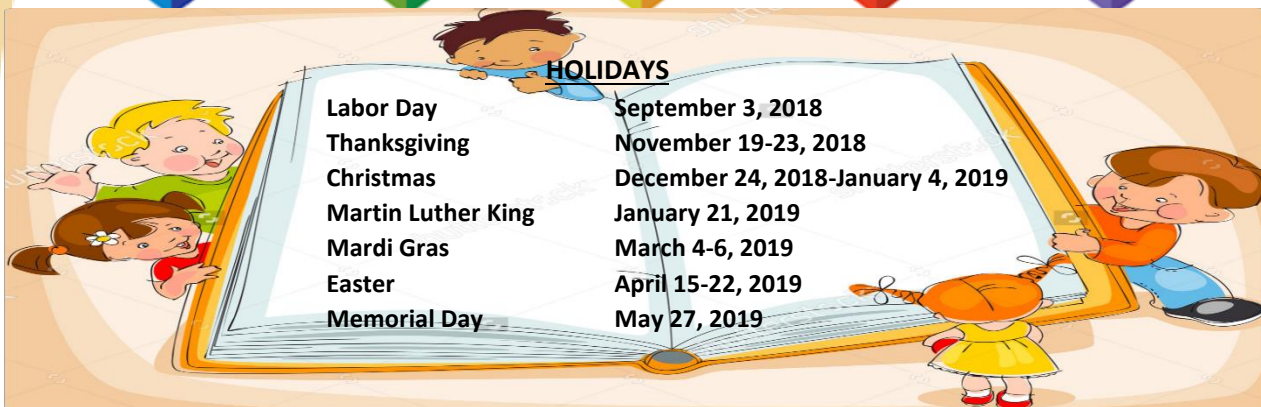 HOLIDAYS
Labor Day September 3, 2018
Thanksgiving November 19-23, 2018
Christmas December 24, 2018-January 4, 2019
Martin Luther King January 21, 2019
Mardi Gras March 4-6, 2019
Easter April 15-22, 2019
Memorial Day May 27, 2019